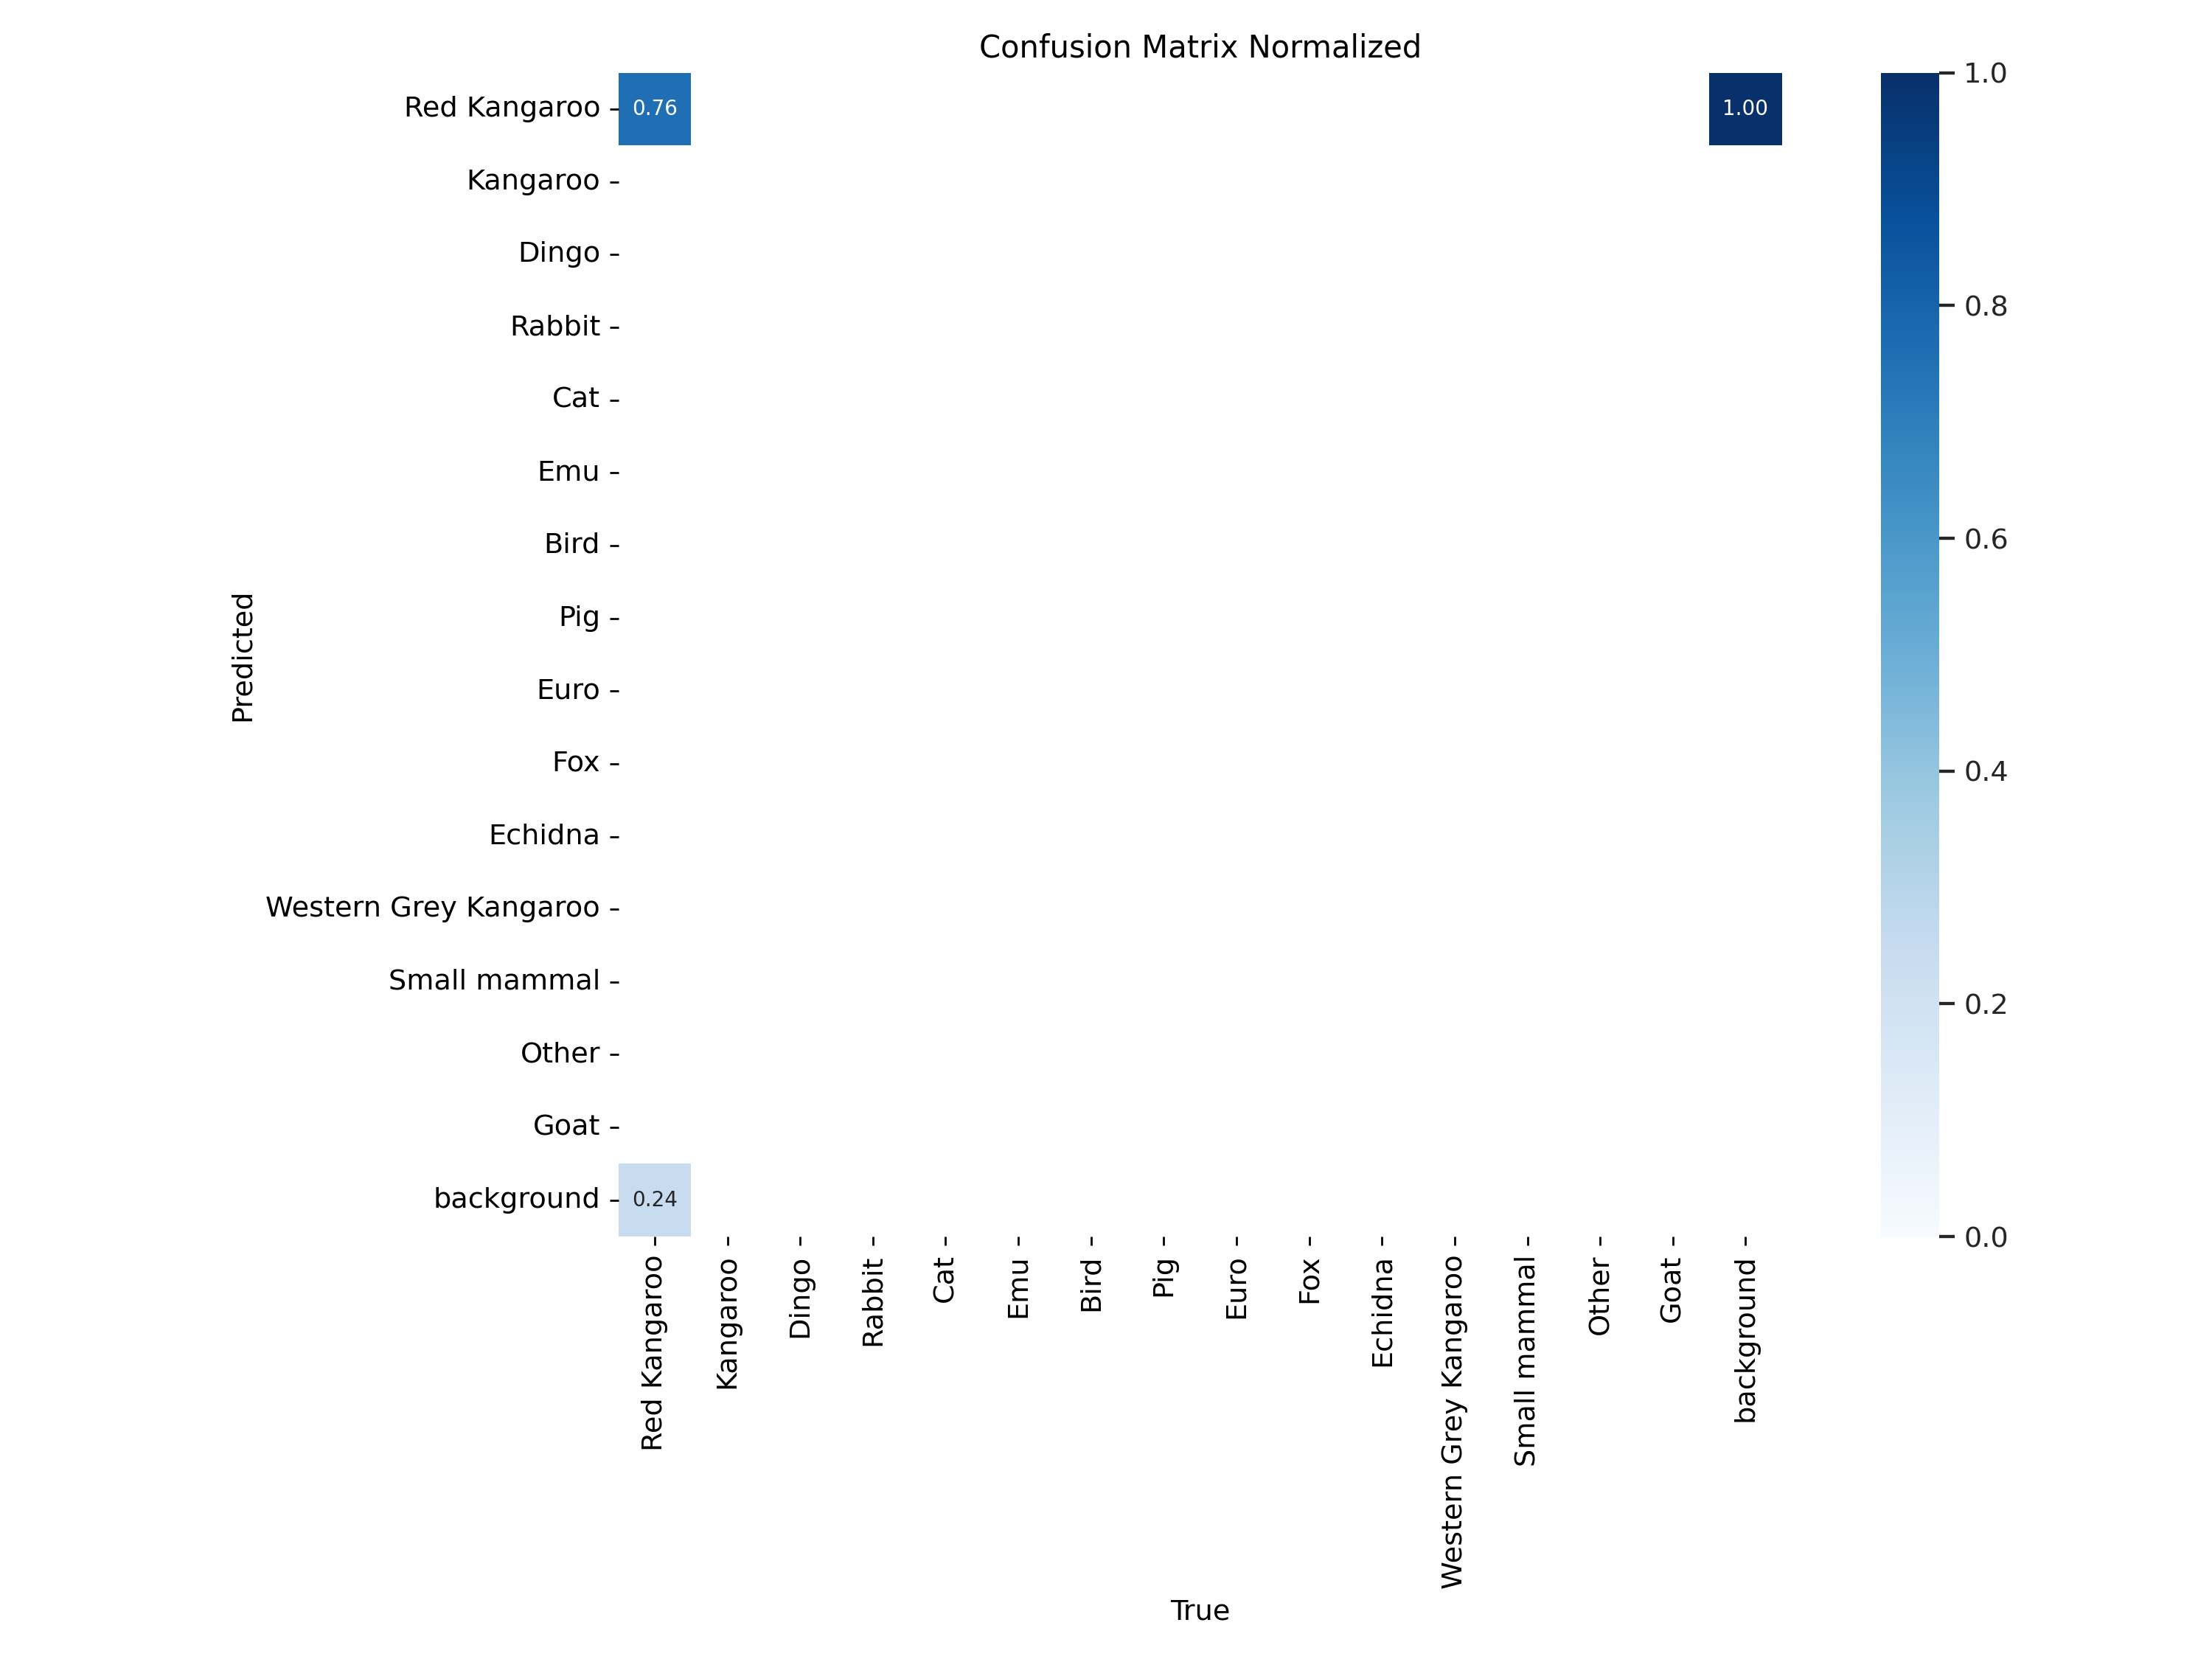 Confusion Matrix Normalized
Red Kangaroo
0.76
1.00
Kangaroo
Dingo
Rabbit
Cat
Emu
Bird
Pig
Euro
Fox
Echidna
Western Grey Kangaroo
Small mammal
Other
Goat
background
0.24
Predicted
Red Kangaroo
Kangaroo
Dingo
Rabbit
Cat
Emu
Bird
Pig
Euro
Fox
Echidna
Western Grey Kangaroo
Small mammal
Other
Goat
background
True
1.0
0.8
0.6
0.4
0.2
0.0